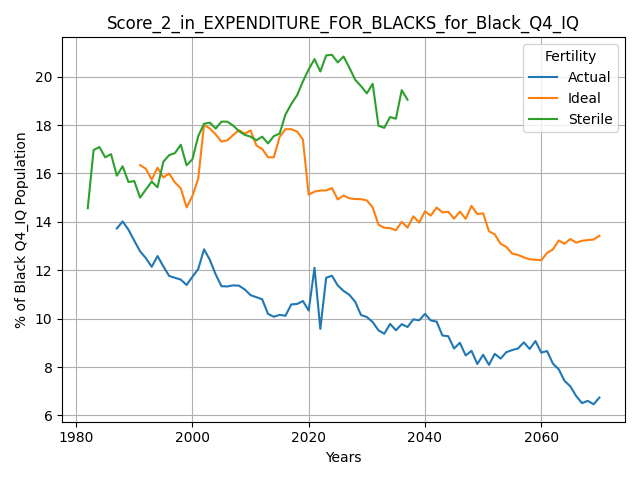 Score_2_in_EXPENDITURE_FOR_BLACKS_for_Black_Q4_IQ
Fertility
Actual
Ideal
Sterile
% of Black Q4_IQ Population
20
18
16
14
12
10
8
6
1980
2000
2020
2040
2060
Years